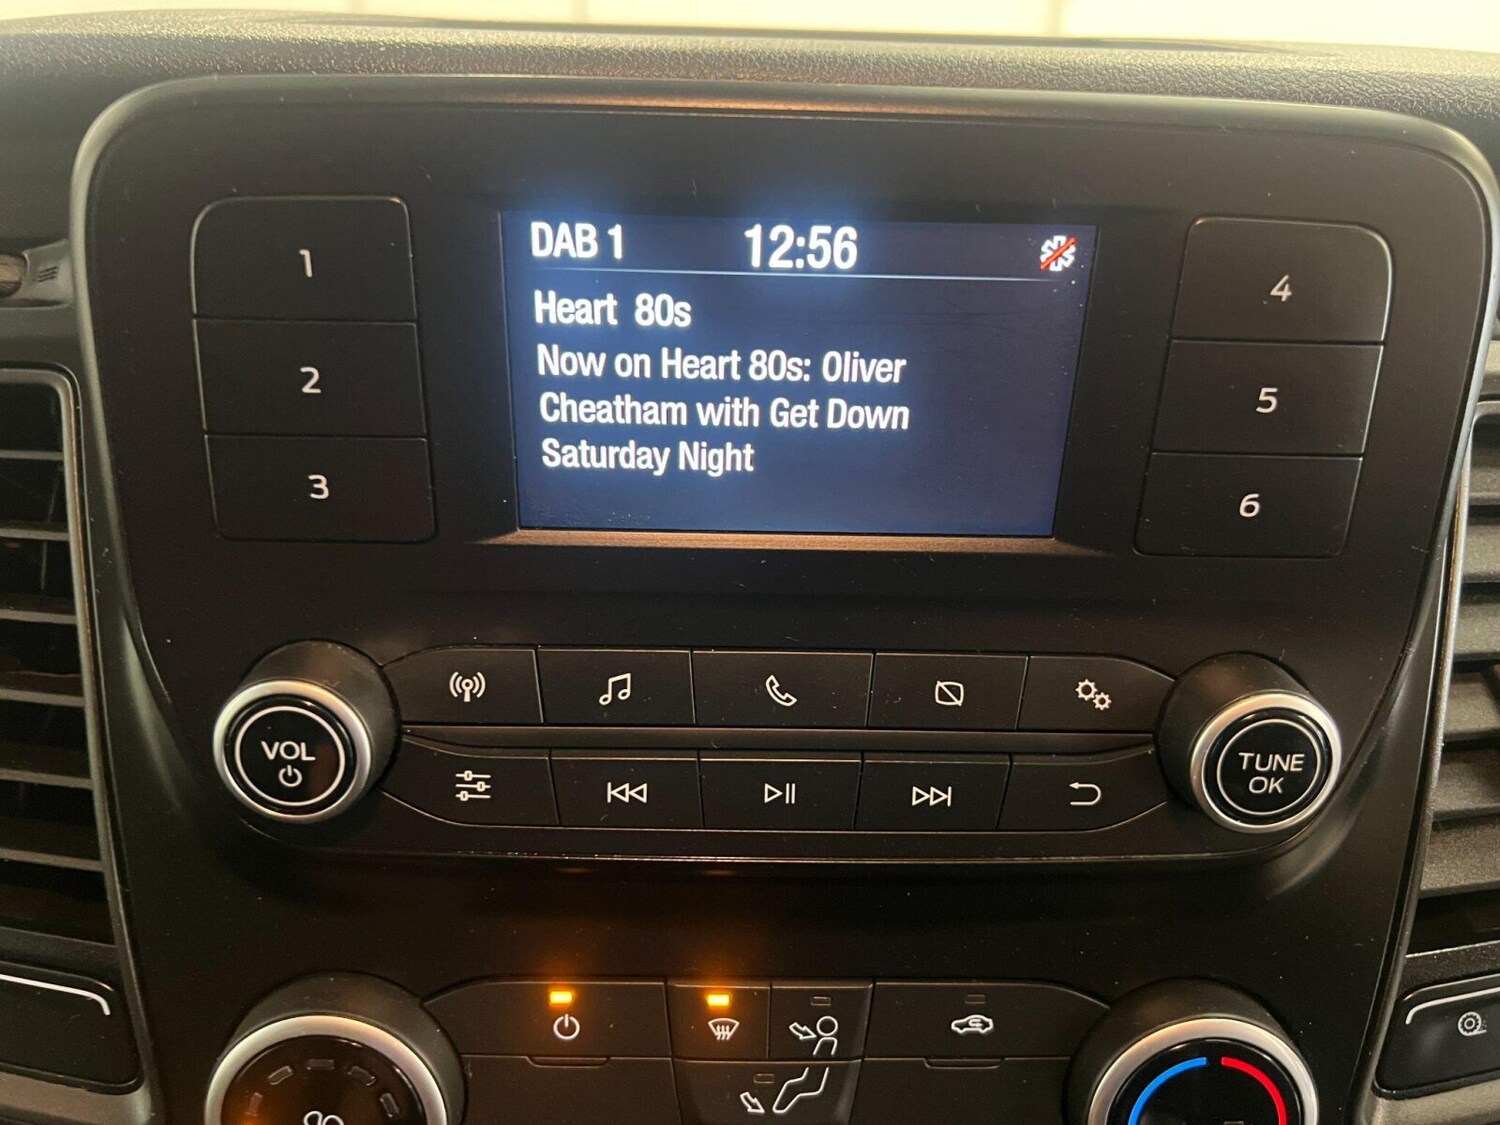 DAB 1 12:56
Heart 80s
Now on Heart 80s: Oliver
Cheatham with Get Down
Saturday Night
1
2
3
4
5
6
VOL
TUNE
OK